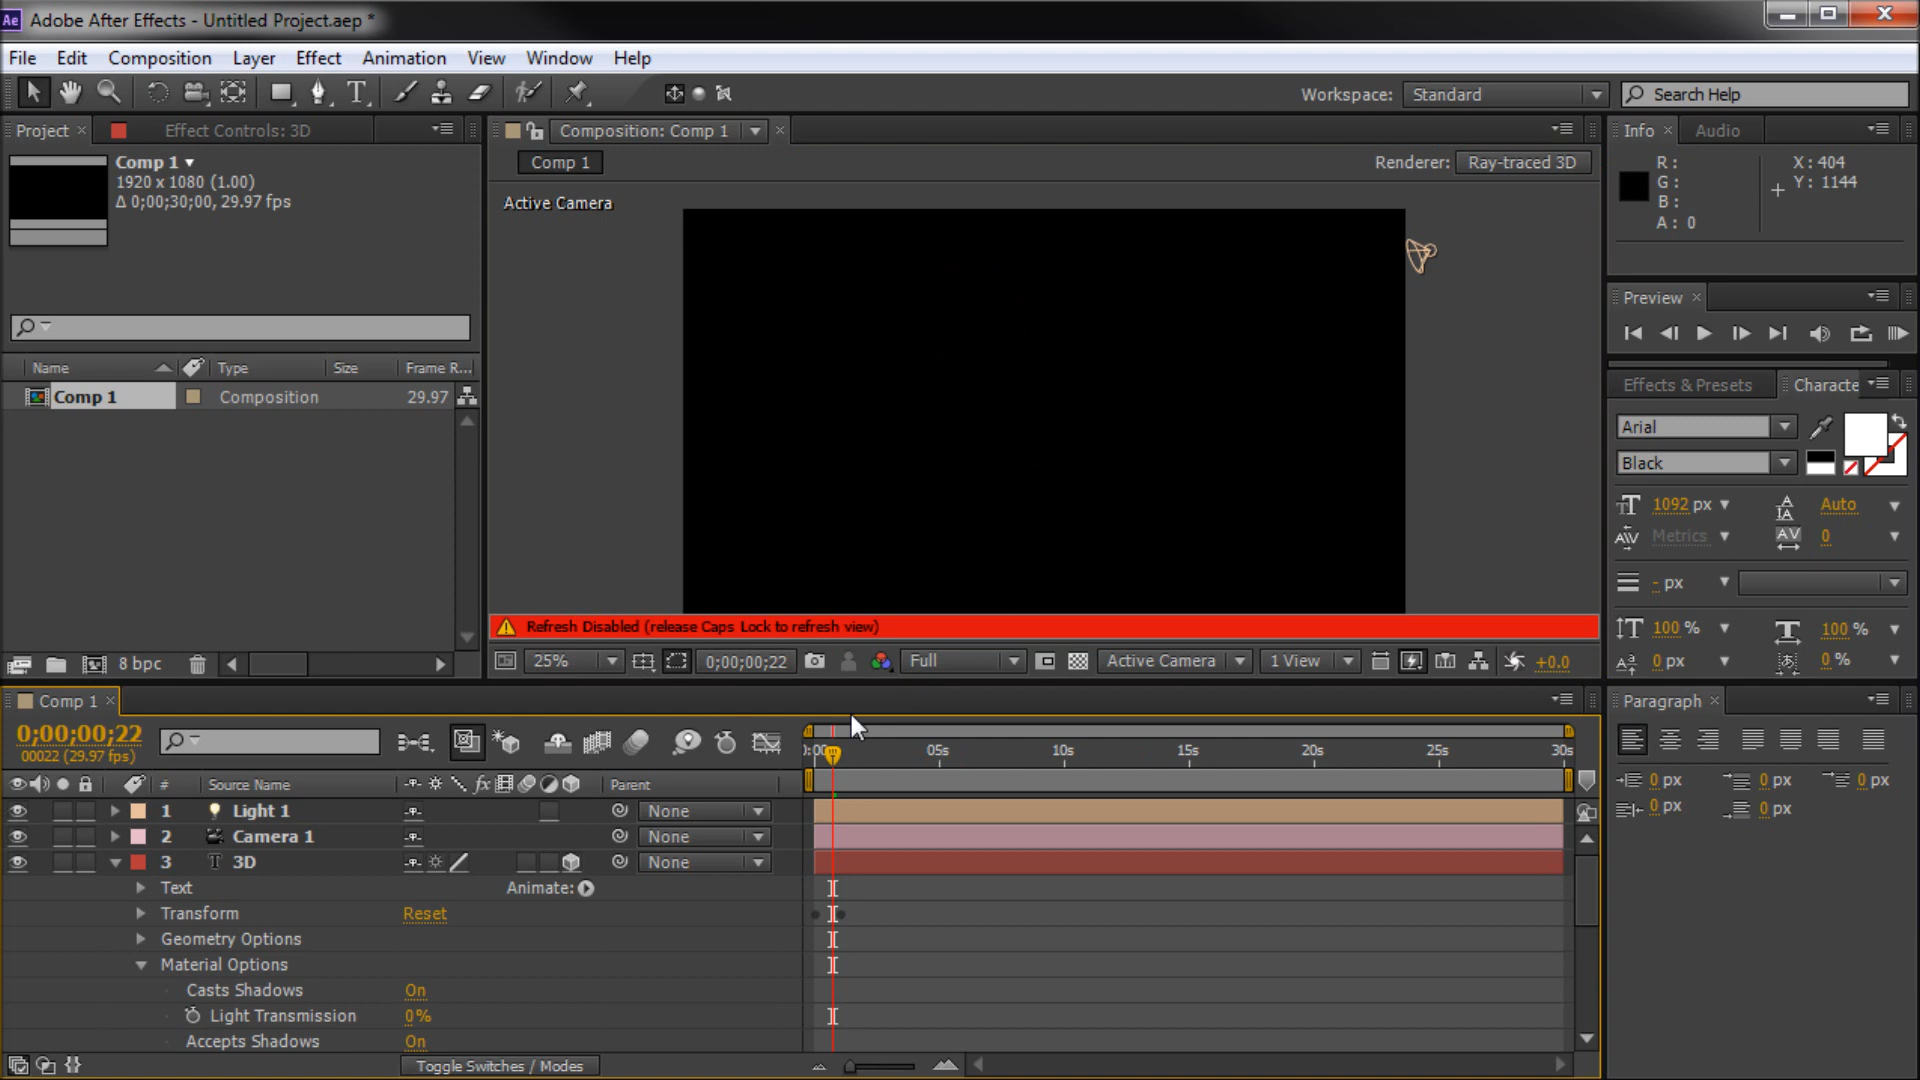 Ae Adobe After Effects - Untitled Project.aep *
File Edit Composition Layer Effect Animation View Window Help
Workspace: Standard Search Help
Project Effect Controls: 3D
Comp 1
1920 x 1080 (1.00)
Δ 0;00;30;00, 29.97 fps
Name Type Size Frame R...
Comp 1 Composition 29.97
8 bpc
Composition: Comp 1
Comp 1
Renderer: Ray-traced 3D
Active Camera
Refresh Disabled (release Caps Lock to refresh view)
25% 0;00;00;22 Full Active Camera 1 View +0.0
Info Audio
R :
G :
B :
A : 0
X : 404
Y : 1144
Preview
Effects & Presets Characte
Arial
Black
1092 px Auto
Metrics 0
- px
100 % 100 %
0 px 0 %
Comp 1
0;00;00;22
00022 (29.97 fps)
05s 10s 15s 20s 25s 30s
# Source Name Parent
1 Light 1 None
2 Camera 1 None
3 3D None
Text Animate:
Transform Reset
Geometry Options
Material Options
Casts Shadows On
Light Transmission 0%
Accepts Shadows On
Toggle Switches / Modes
Paragraph
0 px 0 px 0 px
0 px 0 px